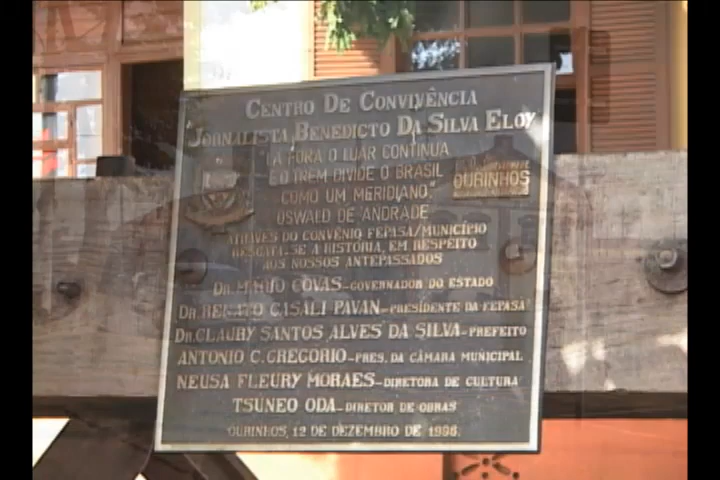 CENTRO DE CONVIVÊNCIA
"JORNALISTA BENEDICTO DA SILVA ELOY"
"LÁ FORA O LUAR CONTINUA
E O TREM DIVIDE O BRASIL
COMO UM MERIDIANO."
OSWALD DE ANDRADE
OURINHOS
ATRAVÉS DO CONVÊNIO FEPASA/MUNICÍPIO
RESGATA-SE A HISTÓRIA, EM RESPEITO
AOS NOSSOS ANTEPASSADOS
DR. MÁRIO COVAS - GOVERNADOR DO ESTADO
DR. RENATO CASALI PAVAN - PRESIDENTE DA FEPASA
DR. CLAURY SANTOS ALVES DA SILVA - PREFEITO
ANTONIO C. GREGÓRIO - PRES. DA CÂMARA MUNICIPAL
NEUSA FLEURY MORAES - DIRETORA DE CULTURA
TSUNEO ODA - DIRETOR DE OBRAS
OURINHOS, 12 DE DEZEMBRO DE 1996.